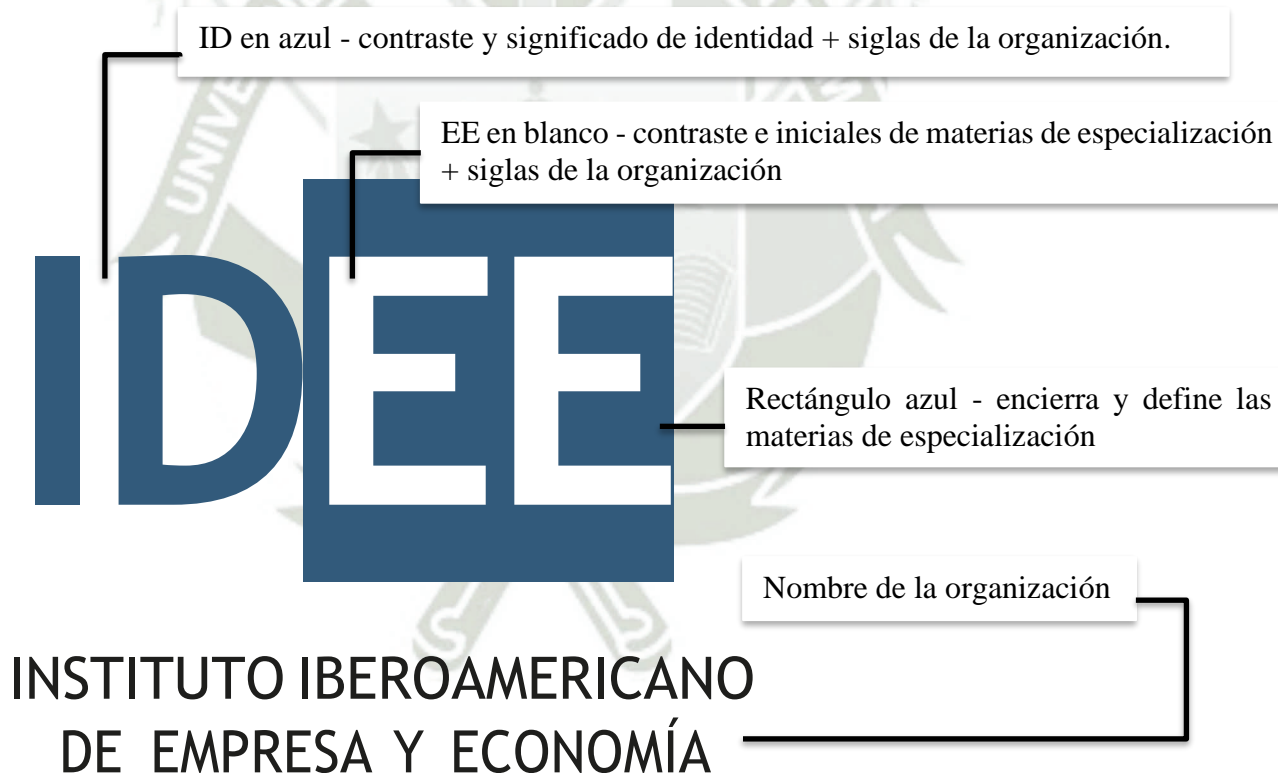 ID en azul - contraste y significado de identidad + siglas de la organización.
EE en blanco - contraste e iniciales de materias de especialización
+ siglas de la organización
IDEE
Rectángulo azul - encierra y define las
materias de especialización
Nombre de la organización
INSTITUTO IBEROAMERICANO
DE EMPRESA Y ECONOMÍA